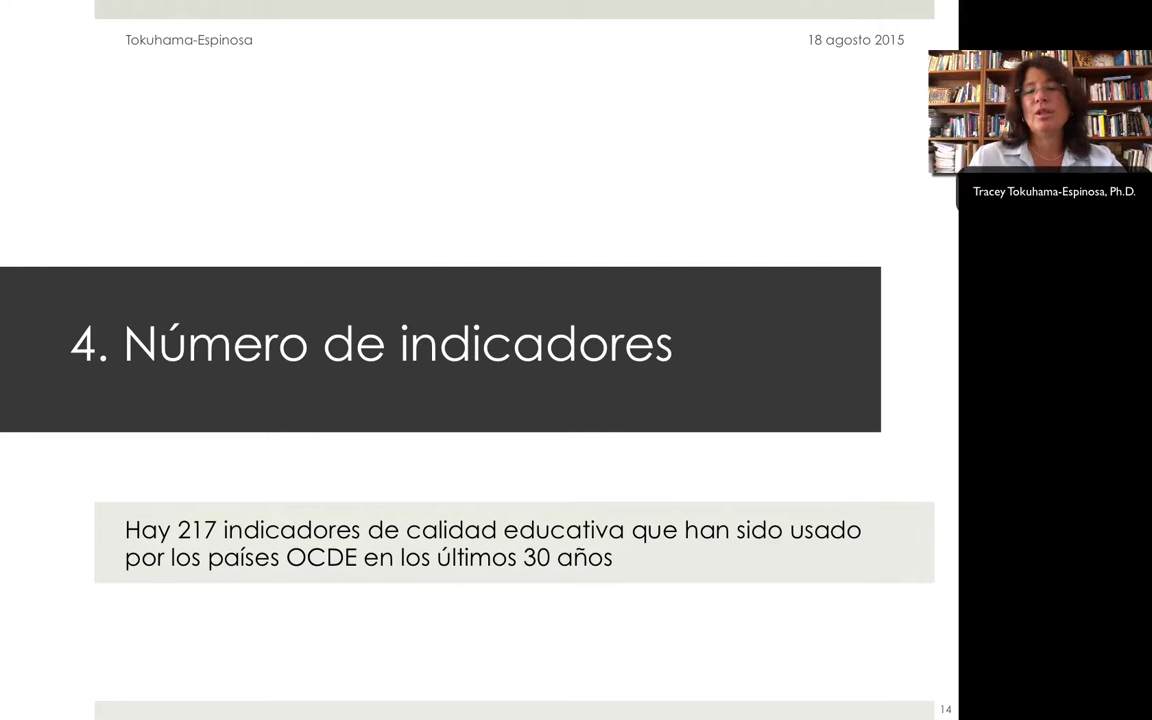 Tokuhama-Espinosa
18 agosto 2015
Tracey Tokuhama-Espinosa, Ph.D.
4. Número de indicadores
Hay 217 indicadores de calidad educativa que han sido usado
por los países OCDE en los últimos 30 años
14